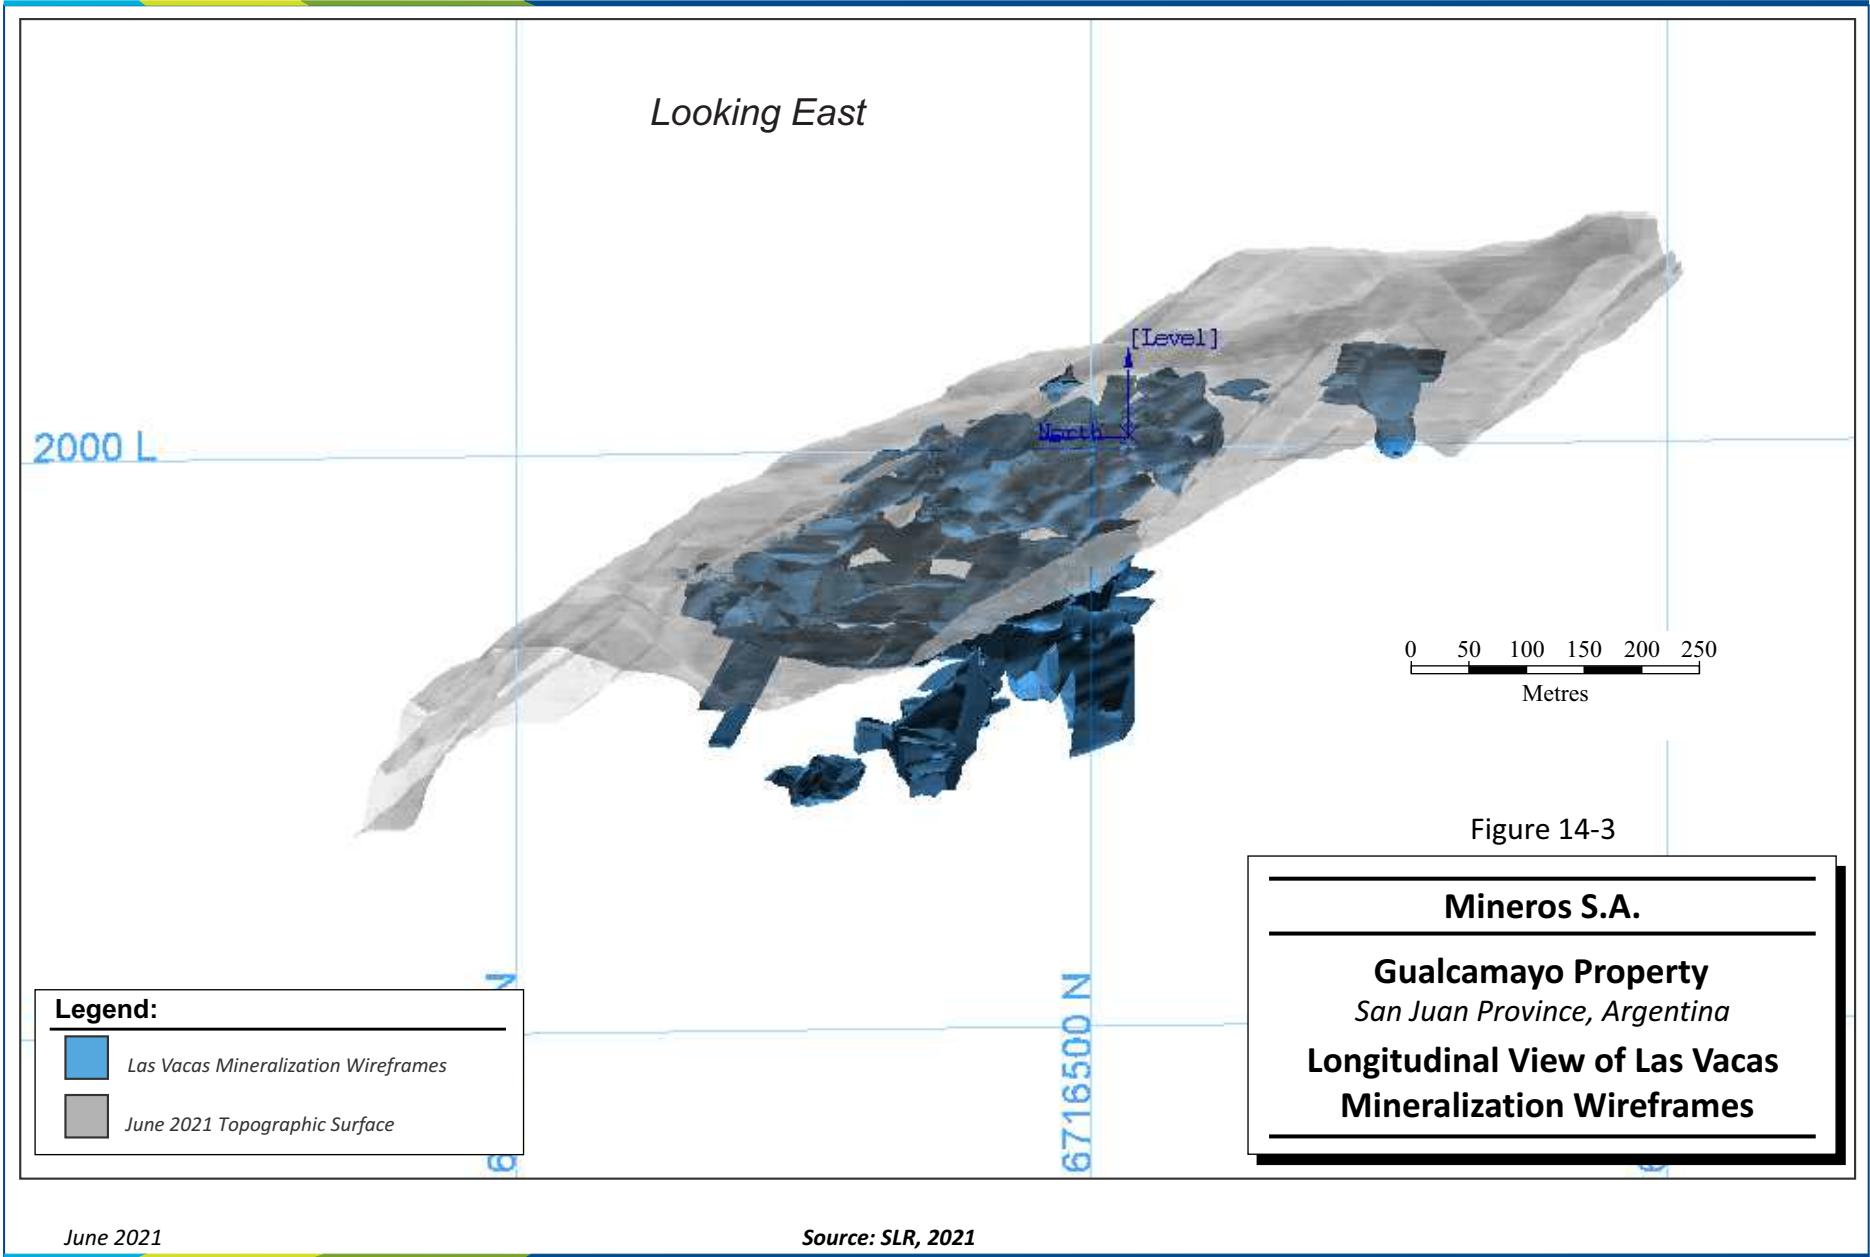 Looking East
[Level]
North
2000 L
0 50 100 150 200 250
Metres
Figure 14-3
Mineros S.A.
Gualcamayo Property
San Juan Province, Argentina
Longitudinal View of Las Vacas
Mineralization Wireframes
Legend:
Las Vacas Mineralization Wireframes
June 2021 Topographic Surface
6716500 N
June 2021
Source: SLR, 2021